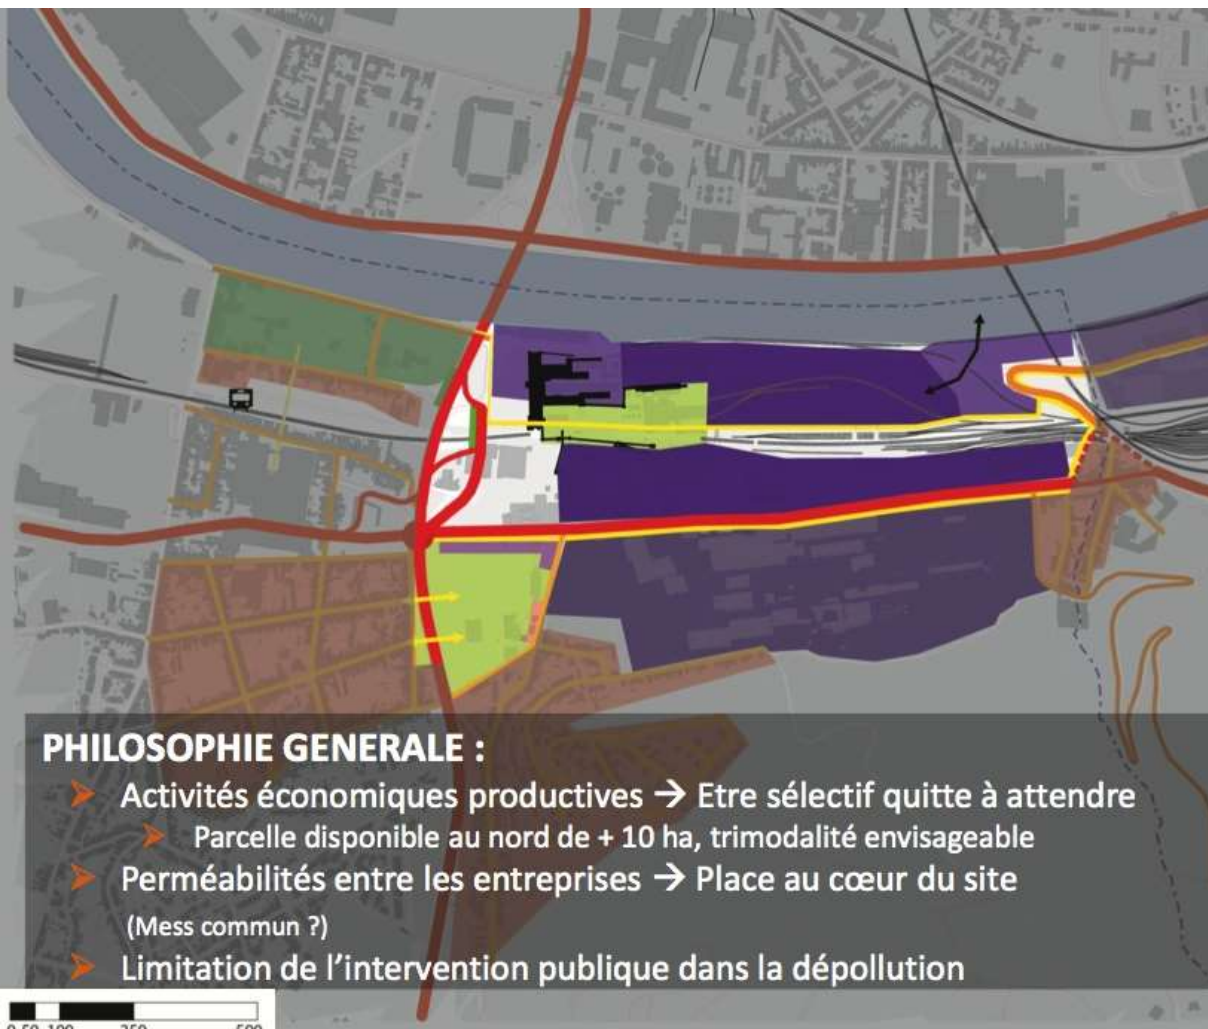 PHILOSOPHIE GENERALE :
➤ Activités économiques productives → Etre sélectif quitte à attendre
➤ Parcelle disponible au nord de + 10 ha, trimodalité envisageable
➤ Perméabilités entre les entreprises → Place au cœur du site
(Mess commun ?)
➤ Limitation de l'intervention publique dans la dépollution
0 50 100 250 500